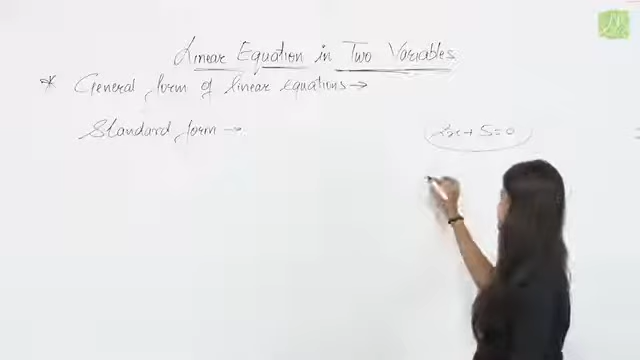 Linear Equation in Two Variables
* General form of linear equations →
Standard form →
2x + 5 = 0